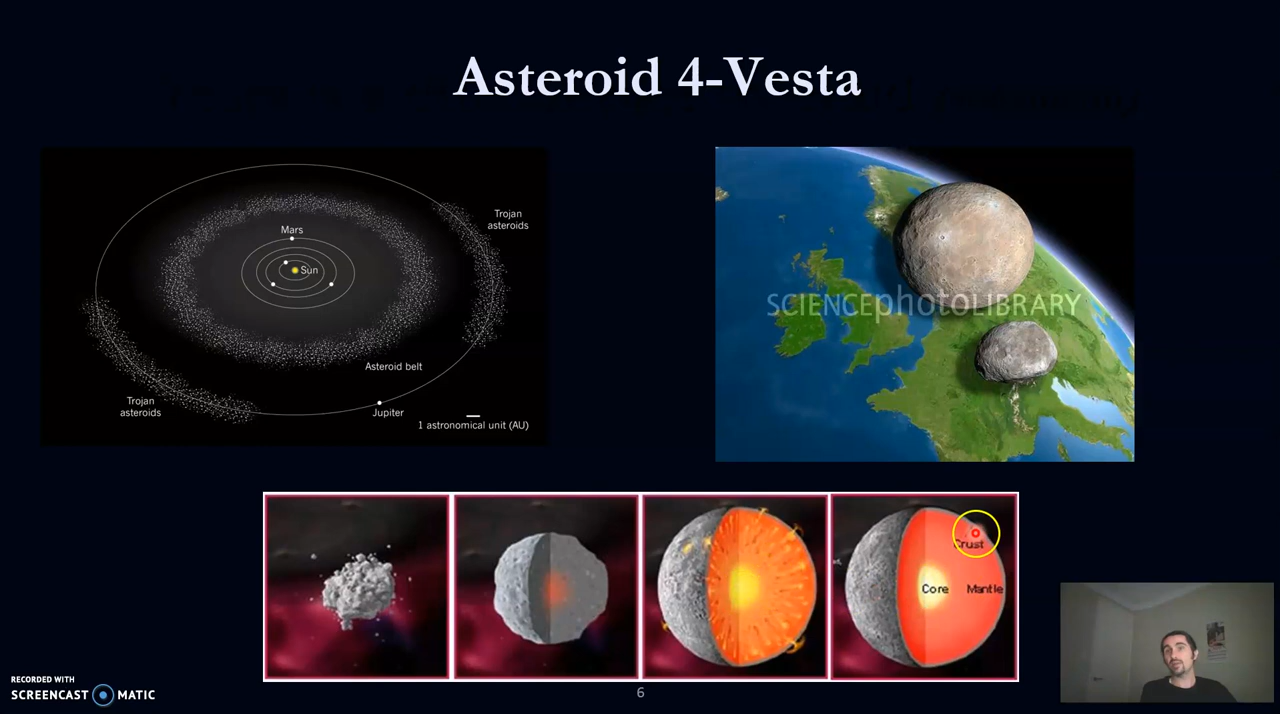 Asteroid 4-Vesta
Mars
Sun
Trojan
asteroids
Asteroid belt
Trojan
asteroids
Jupiter
1 astronomical unit (AU)
SCIENCEphotoLIBRARY
Crust
Core
Mantle
RECORDED WITH
SCREENCAST MATIC
6